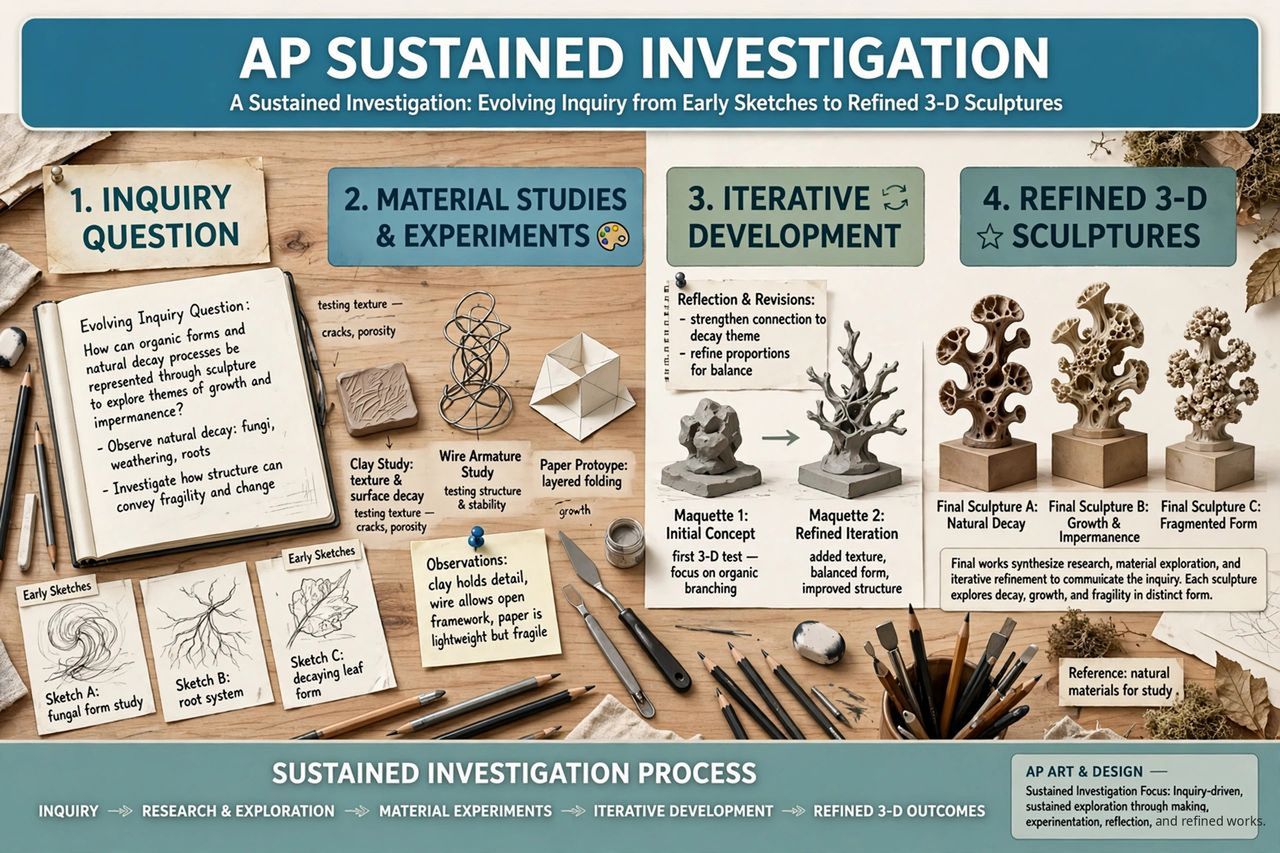 AP SUSTAINED INVESTIGATION
A Sustained Investigation: Evolving Inquiry from Early Sketches to Refined 3-D Sculptures
1. INQUIRY
QUESTION
Evolving Inquiry Question:
How can organic forms and
natural decay processes be
represented through sculpture
to explore themes of growth and
impermanence?
- Observe natural decay: fungi,
weathering, roots
- Investigate how structure can
convey fragility and change
Early Sketches
Sketch A:
fungal form study
Sketch B:
root system
Early Sketches
Sketch C:
decaying leaf
form
2. MATERIAL STUDIES
& EXPERIMENTS
testing texture —
cracks, porosity
Clay Study:
texture &
surface decay
testing texture —
cracks, porosity
Wire Armature
Study
testing structure
& stability
Paper Protoype:
layered folding
growth
Observations:
clay holds detail,
wire allows open
framework, paper is
lightweight but fragile
3. ITERATIVE
DEVELOPMENT
Reflection & Revisions:
- strengthen connection to
decay theme
- refine proportions
for balance
Maquette 1:
Initial Concept
first 3-D test —
focus on organic
branching
Maquette 2:
Refined Iteration
added texture,
balanced form,
improved structure
4. REFINED 3-D
SCULPTURES
Final Sculpture A:
Natural Decay
Final Sculpture B:
Growth &
Impermanence
Final Sculpture C:
Fragmented Form
Final works synthesize research, material exploration, and
iterative refinement to commuicate the inquiry. Each sculpture
explores decay, growth, and fragility in distinct form.
Reference: natural
materials for study
SUSTAINED INVESTIGATION PROCESS
INQUIRY → RESEARCH & EXPLORATION → MATERIAL EXPERIMENTS → ITERATIVE DEVELOPMENT → REFINED 3-D OUTCOMES
AP ART & DESIGN —
Sustained Investigation Focus: Inquiry-driven,
sustained exploration through making,
experimentation, reflection, and refined works.